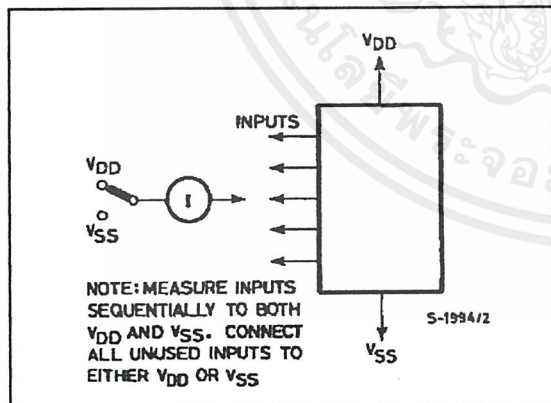 VDD
INPUTS
VDD
I
VSS
NOTE: MEASURE INPUTS
SEQUENTIALLY TO BOTH
VDD AND VSS. CONNECT
ALL UNUSED INPUTS TO
EITHER VDD OR VSS
S-1994/2
VSS